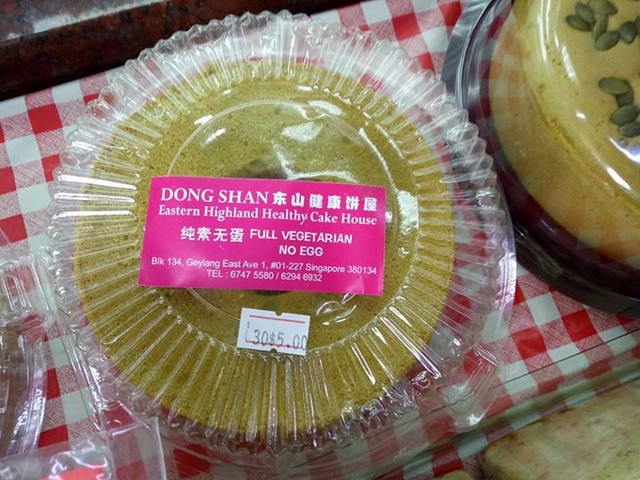 DONG SHAN 东山健康饼屋
Eastern Highland Healthy Cake House
纯素无蛋 FULL VEGETARIAN
NO EGG
Blk 134, Geylang East Ave 1, #01-227 Singapore 380134
TEL : 6747 5580 / 6294 6932
30$5.00